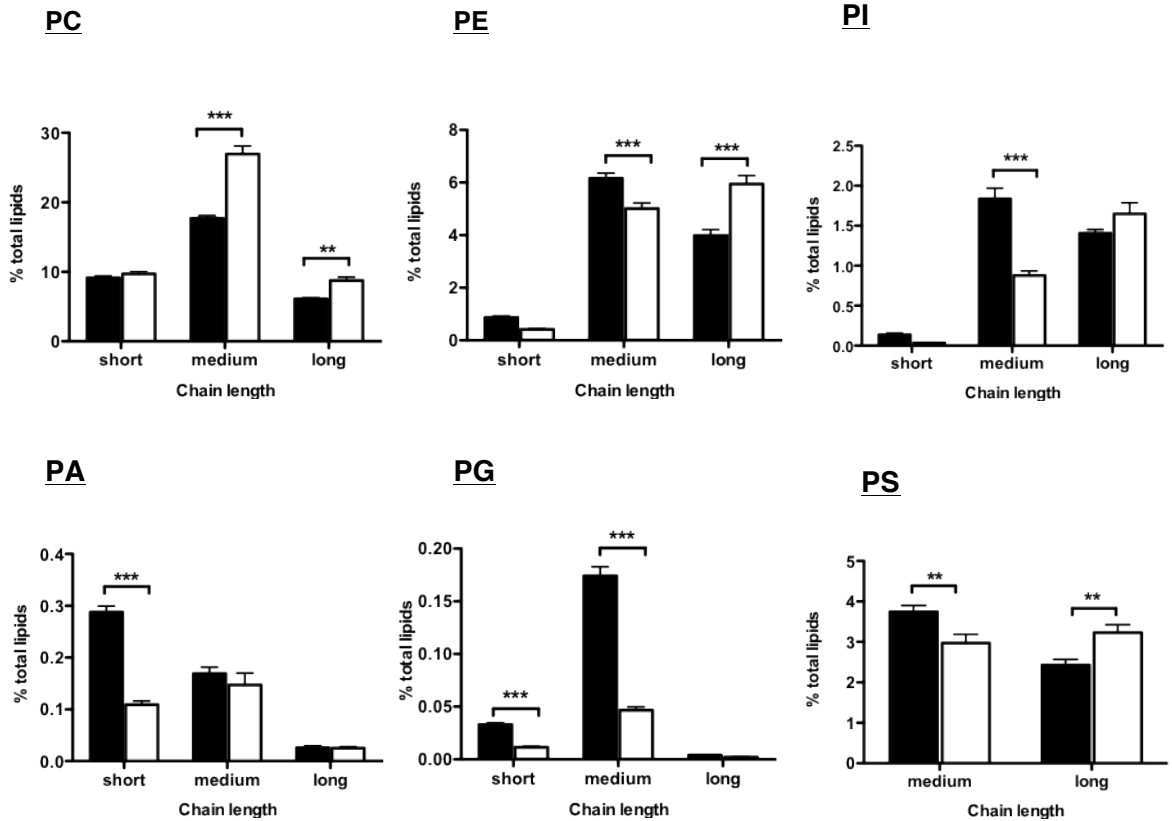 PC
% total lipids
30
20
10
0
***
**
short medium long
Chain length
PE
% total lipids
8
6
4
2
0
***
***
short medium long
Chain length
PI
% total lipids
2.5
2.0
1.5
1.0
0.5
0.0
***
short medium long
Chain length
PA
% total lipids
0.4
0.3
0.2
0.1
0.0
***
short medium long
Chain length
PG
% total lipids
0.20
0.15
0.10
0.05
0.00
***
***
short medium long
Chain length
PS
% total lipids
5
4
3
2
1
0
**
**
medium long
Chain length